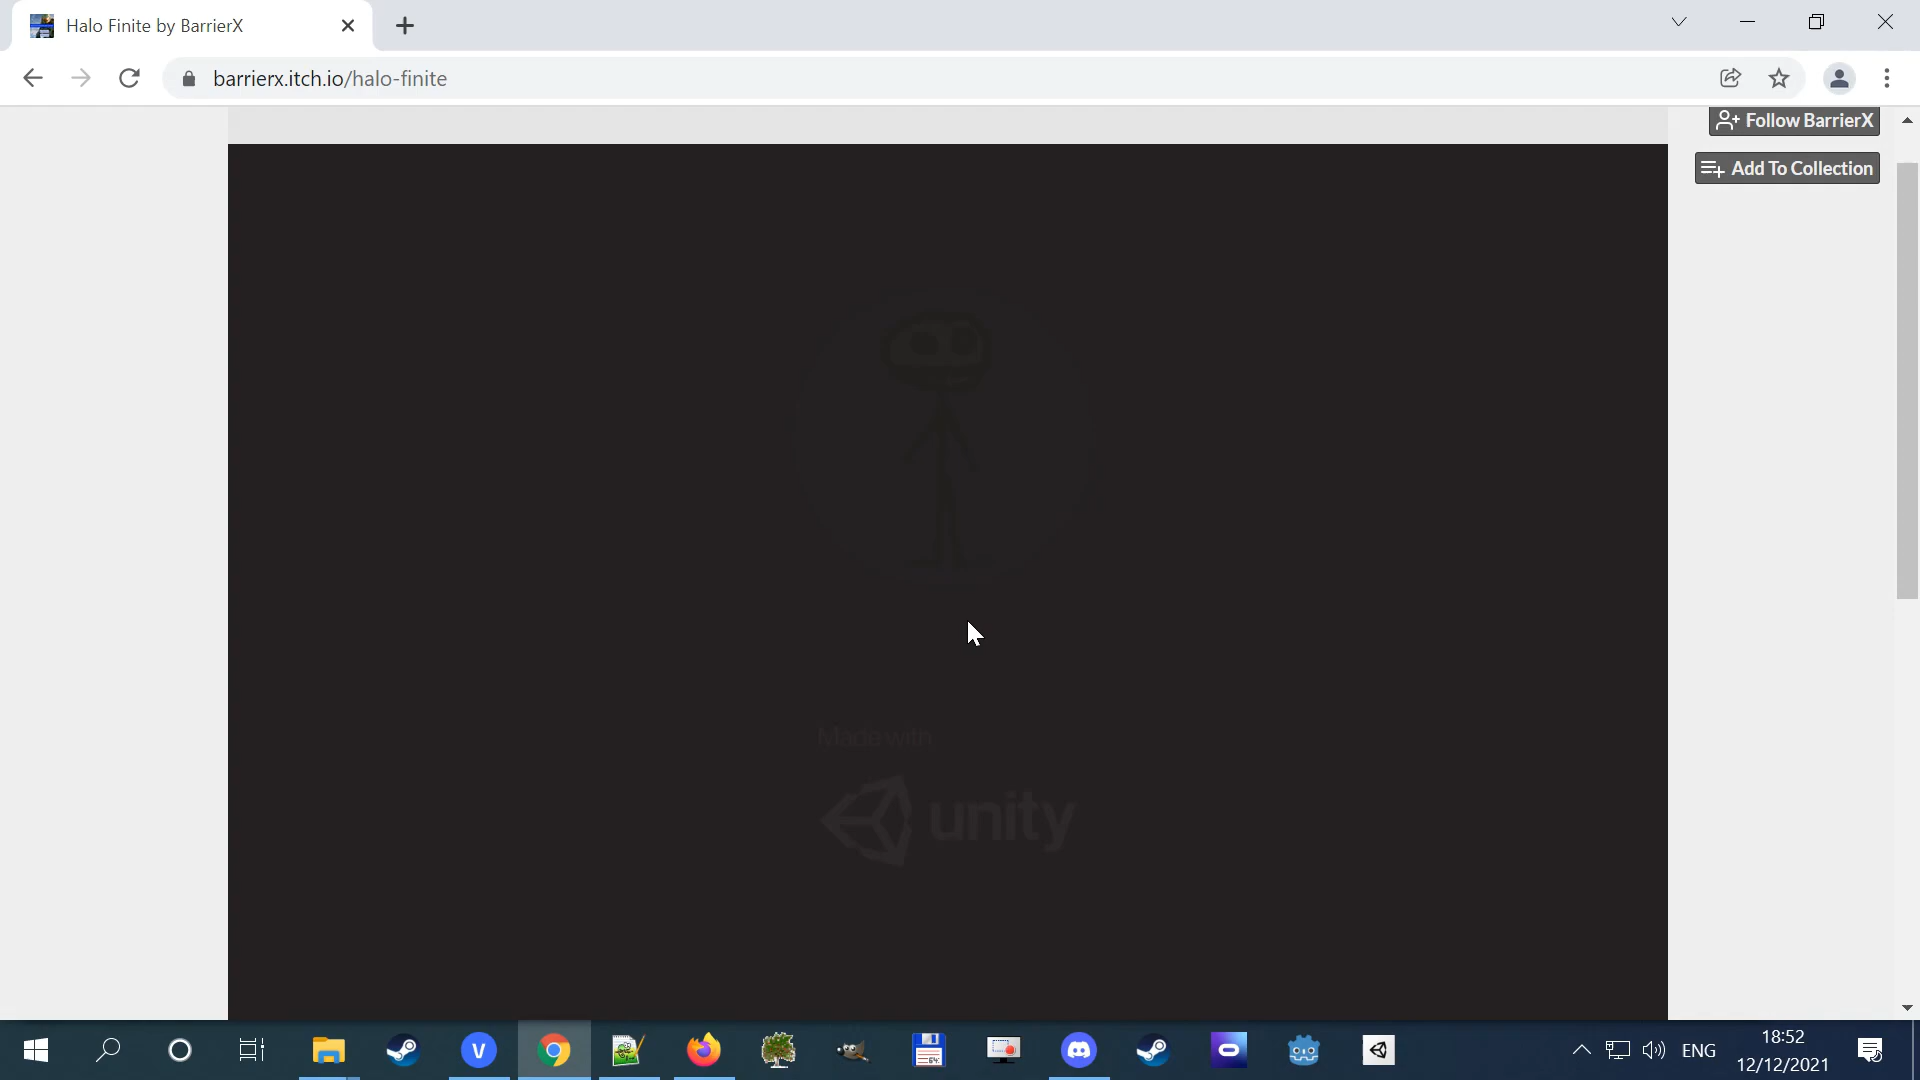 Halo Finite by BarrierX
barrierx.itch.io/halo-finite
Follow BarrierX
Add To Collection
Made with
unity
V
64
ENG
18:52
12/12/2021